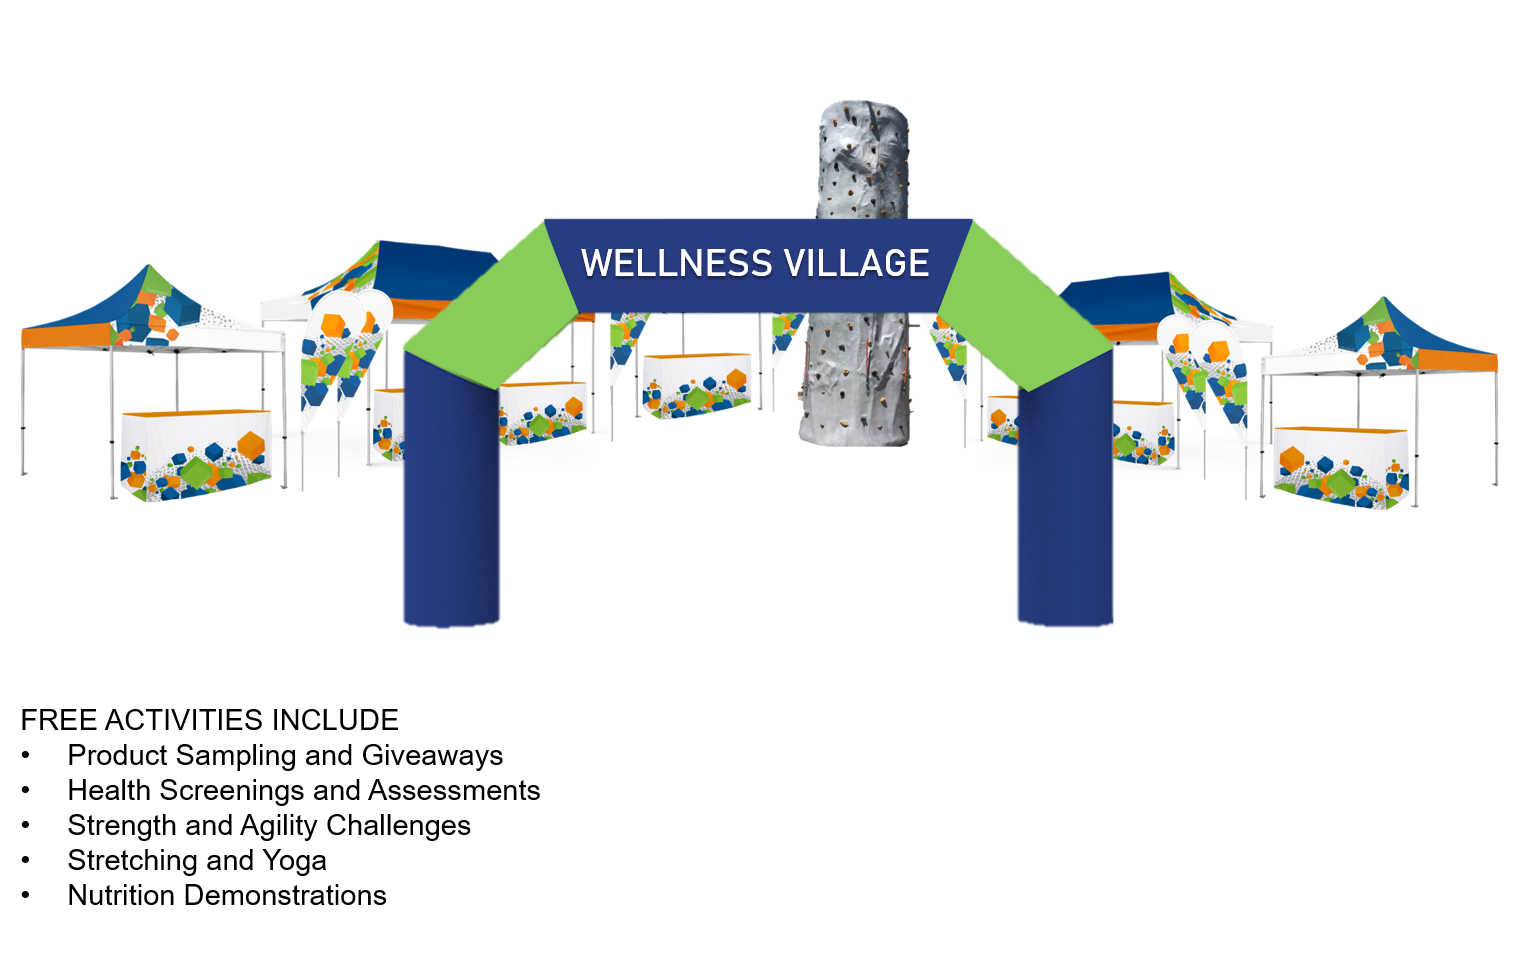 WELLNESS VILLAGE
FREE ACTIVITIES INCLUDE
• Product Sampling and Giveaways
• Health Screenings and Assessments
• Strength and Agility Challenges
• Stretching and Yoga
• Nutrition Demonstrations